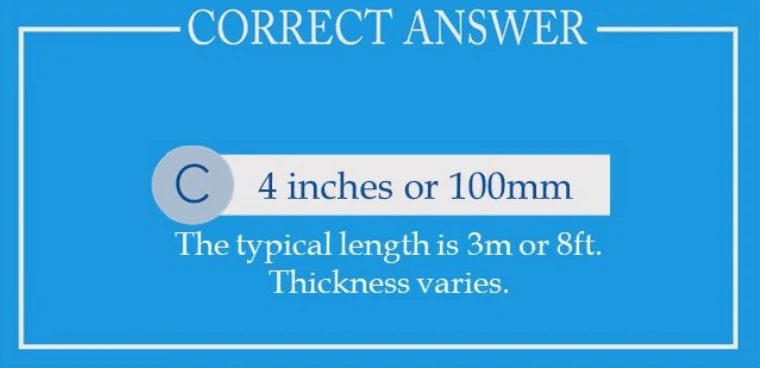 CORRECT ANSWER
C 4 inches or 100mm
The typical length is 3m or 8ft.
Thickness varies.